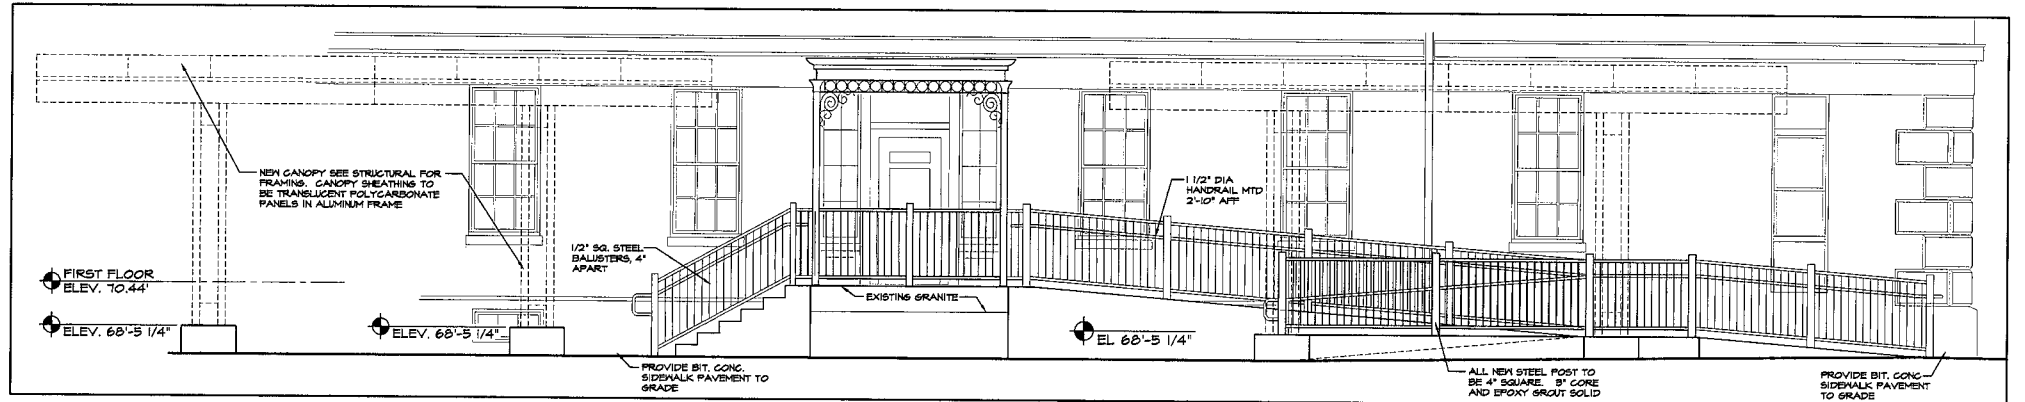 NEW CANOPY SEE STRUCTURAL FOR
FRAMING. CANOPY SHEATHING TO
BE TRANSLUCENT POLYCARBONATE
PANELS IN ALUMINUM FRAME
1 1/2" DIA
HANDRAIL MTD
2'-10" AFF
1/2" SQ. STEEL
BALUSTERS, 4"
APART
FIRST FLOOR
ELEV. 70.44'
EXISTING GRANITE
ELEV. 68'-5 1/4"
ELEV. 68'-5 1/4"
EL 68'-5 1/4"
PROVIDE BIT. CONC.
SIDEWALK PAVEMENT TO
GRADE
ALL NEW STEEL POST TO
BE 4" SQUARE. 8" CORE
AND EPOXY GROUT SOLID
PROVIDE BIT. CONC
SIDEWALK PAVEMENT
TO GRADE